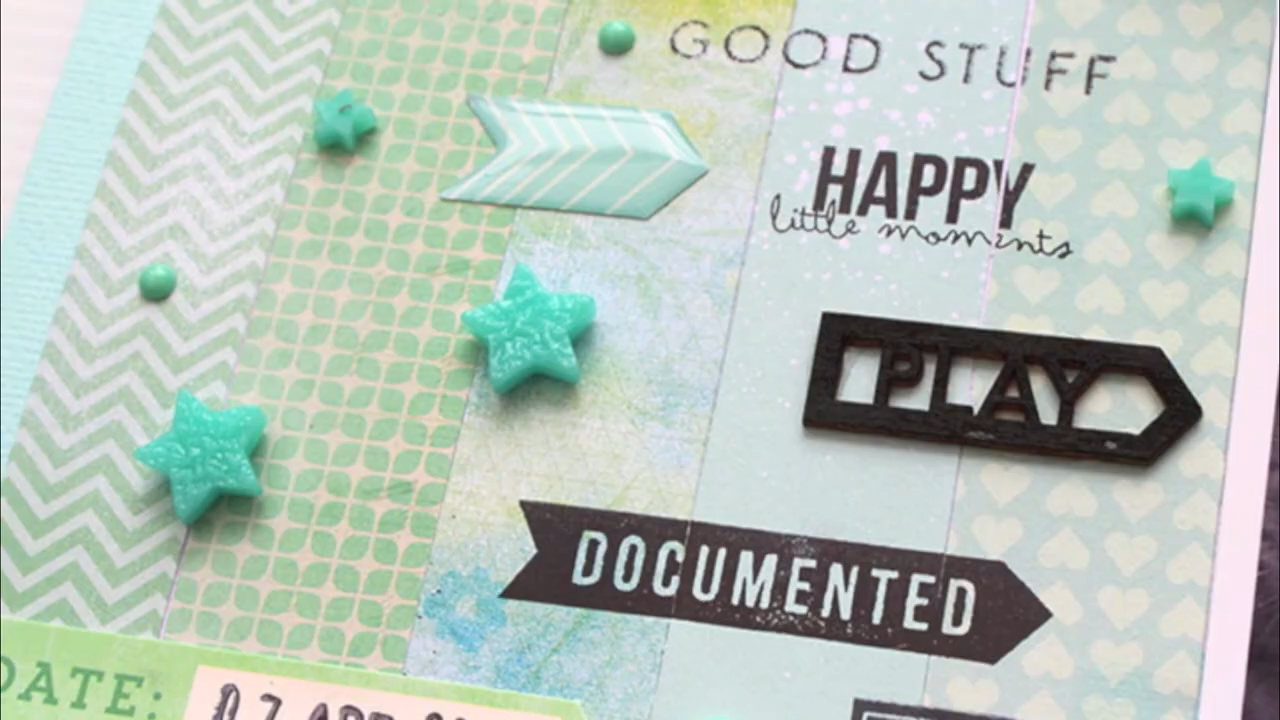 GOOD STUFF
HAPPY
little moments
PLAY
DOCUMENTED
DATE: